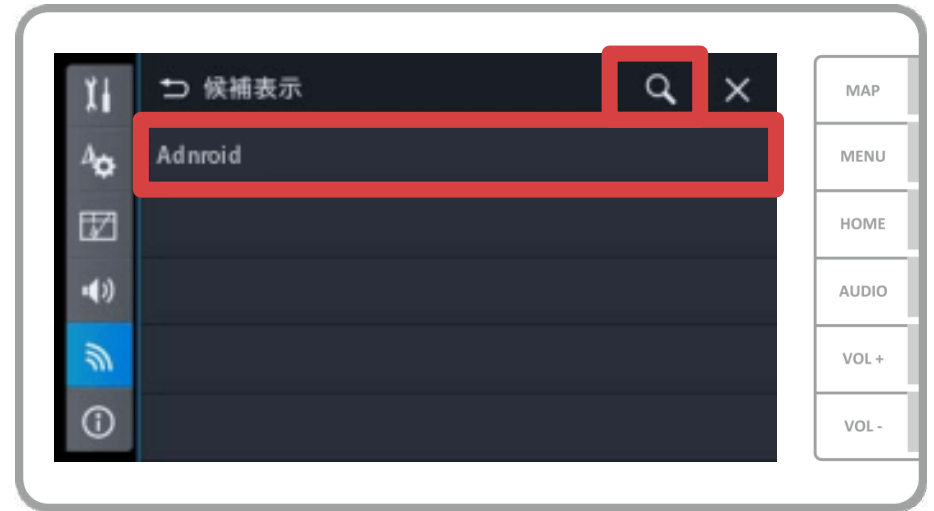 候補表示
Adnroid
MAP
MENU
HOME
AUDIO
VOL +
VOL -